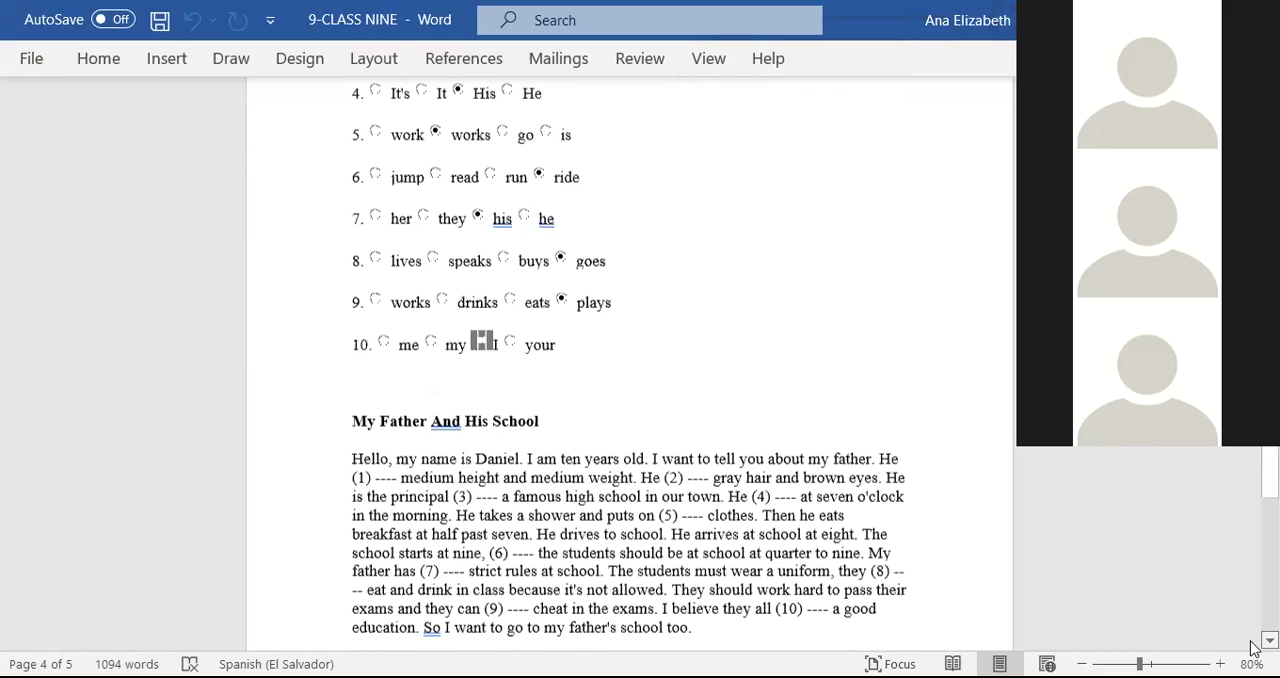 AutoSave Off 9-CLASS NINE - Word Search Ana Elizabeth
File Home Insert Draw Design Layout References Mailings Review View Help
4. It's It His He
5. work works go is
6. jump read run ride
7. her they his he
8. lives speaks buys goes
9. works drinks eats plays
10. me my I your
My Father And His School
Hello, my name is Daniel. I am ten years old. I want to tell you about my father. He
(1) ---- medium height and medium weight. He (2) ---- gray hair and brown eyes. He
is the principal (3) ---- a famous high school in our town. He (4) ---- at seven o'clock
in the morning. He takes a shower and puts on (5) ---- clothes. Then he eats
breakfast at half past seven. He drives to school. He arrives at school at eight. The
school starts at nine, (6) ---- the students should be at school at quarter to nine. My
father has (7) ---- strict rules at school. The students must wear a uniform, they (8) --
-- eat and drink in class because it's not allowed. They should work hard to pass their
exams and they can (9) ---- cheat in the exams. I believe they all (10) ---- a good
education. So I want to go to my father's school too.
Page 4 of 5 1094 words Spanish (El Salvador) Focus 80%